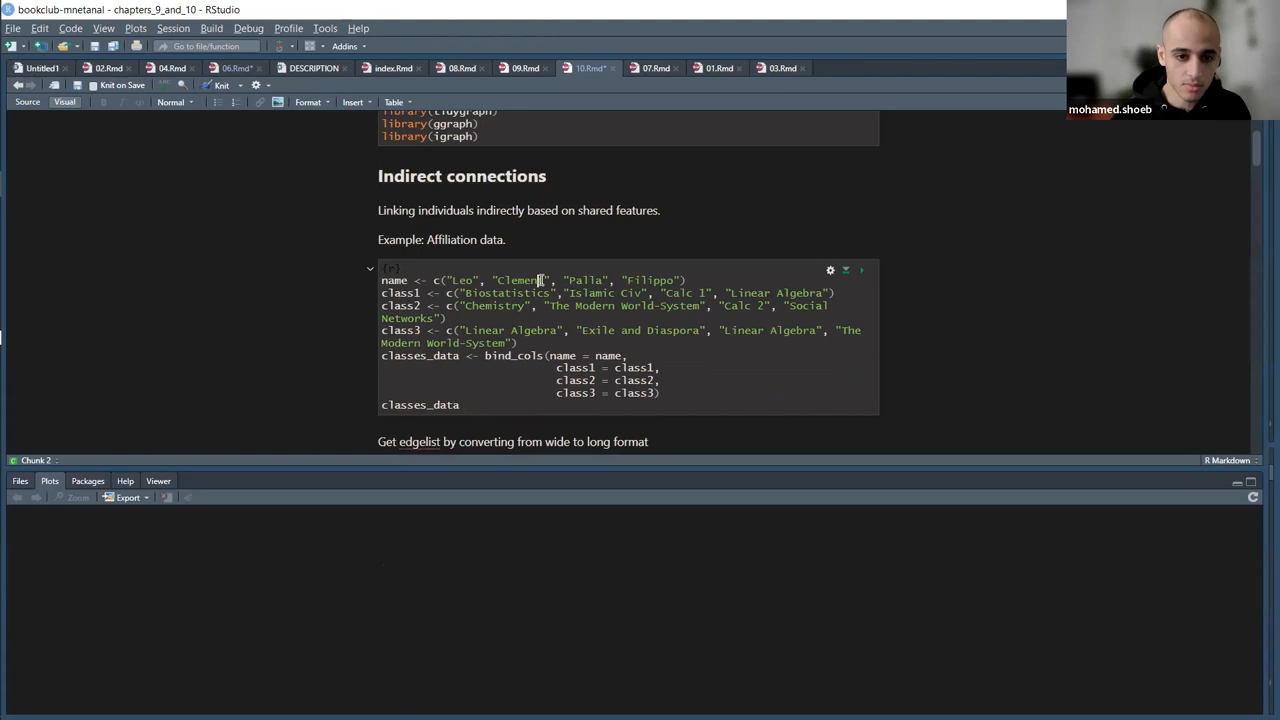 bookclub-mnetanal - chapters_9_and_10 - RStudio
File Edit Code View Plots Session Build Debug Profile Tools Help
Go to file/function Addins
Untitled1 02.Rmd 04.Rmd 06.Rmd* DESCRIPTION index.Rmd 08.Rmd 09.Rmd 10.Rmd* 07.Rmd 01.Rmd 03.Rmd
Knit on Save Knit
Source Visual B I Normal Format Insert Table
mohamed.shoeb
library(tidygraph)
library(ggraph)
library(igraph)
Indirect connections
Linking individuals indirectly based on shared features.
Example: Affiliation data.
{r}
name <- c("Leo", "Clement", "Palla", "Filippo")
class1 <- c("Biostatistics","Islamic Civ", "Calc 1", "Linear Algebra")
class2 <- c("Chemistry", "The Modern World-System", "Calc 2", "Social
Networks")
class3 <- c("Linear Algebra", "Exile and Diaspora", "Linear Algebra", "The
Modern World-System")
classes_data <- bind_cols(name = name,
class1 = class1,
class2 = class2,
class3 = class3)
classes_data
Get edgelist by converting from wide to long format
Chunk 2 R Markdown
Files Plots Packages Help Viewer
Zoom Export